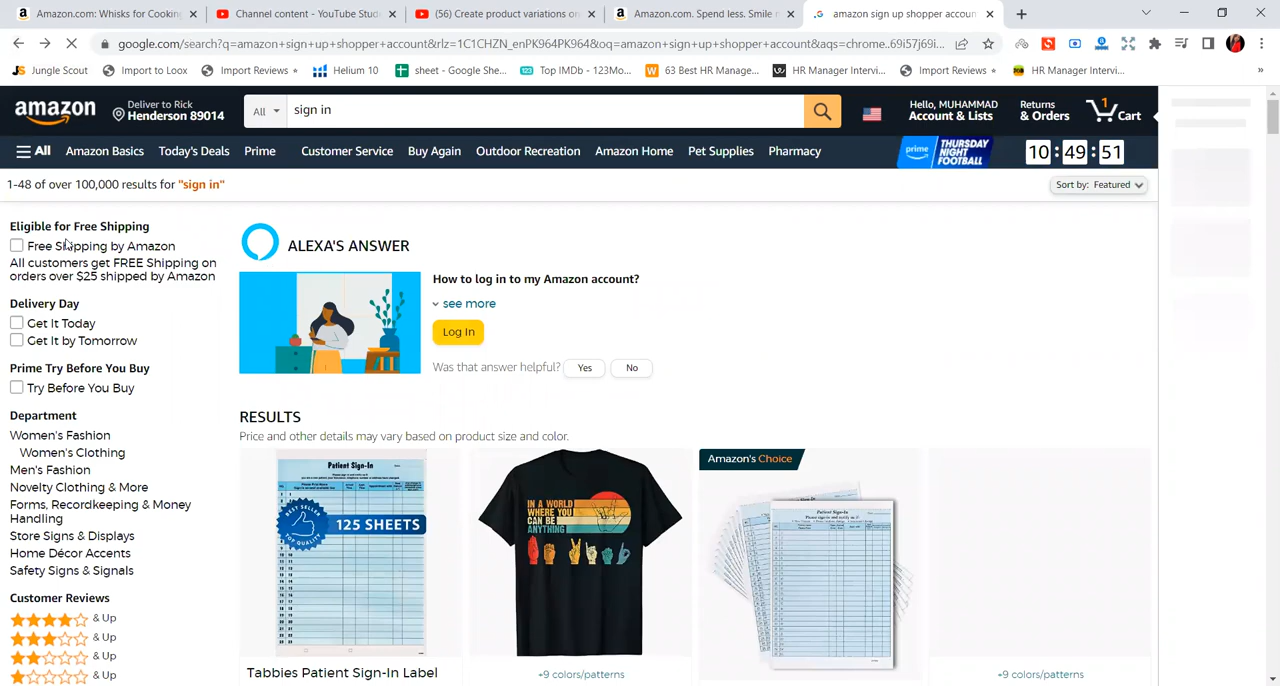 Amazon.com: Whisks for Cooking
Channel content - YouTube Stud
(56) Create product variations on
Amazon.com. Spend less. Smile m
amazon sign up shopper accoun
google.com/search?q=amazon+sign+up+shopper+account&rlz=1C1CHZN_enPK964PK964&oq=amazon+sign+up+shopper+account&aqs=chrome..69i57j69i...
Jungle Scout
Import to Loox
Import Reviews
Helium 10
sheet - Google She...
Top IMDb - 123Mo...
63 Best HR Manage...
HR Manager Intervi...
Import Reviews
HR Manager Intervi...
»
amazon
Deliver to Rick
Henderson 89014
All
sign in
Hello, MUHAMMAD
Account & Lists
Returns
& Orders
1
Cart
All
Amazon Basics
Today's Deals
Prime
Customer Service
Buy Again
Outdoor Recreation
Amazon Home
Pet Supplies
Pharmacy
prime
THURSDAY
NIGHT
FOOTBALL
10 : 49 : 51
1-48 of over 100,000 results for "sign in"
Sort by: Featured
Eligible for Free Shipping
Free Shipping by Amazon
All customers get FREE Shipping on
orders over $25 shipped by Amazon
Delivery Day
Get It Today
Get It by Tomorrow
Prime Try Before You Buy
Try Before You Buy
Department
Women's Fashion
Women's Clothing
Men's Fashion
Novelty Clothing & More
Forms, Recordkeeping & Money
Handling
Store Signs & Displays
Home Décor Accents
Safety Signs & Signals
Customer Reviews
& Up
& Up
& Up
& Up
ALEXA'S ANSWER
How to log in to my Amazon account?
see more
Log In
Was that answer helpful?
Yes
No
RESULTS
Price and other details may vary based on product size and color.
Patient Sign-In
BEST SELLER
TOP QUALITY
125 SHEETS
Tabbies Patient Sign-In Label
IN A WORLD
WHERE YOU
CAN BE
ANYTHING
+9 colors/patterns
Amazon's Choice
Patient Sign-In
+9 colors/patterns